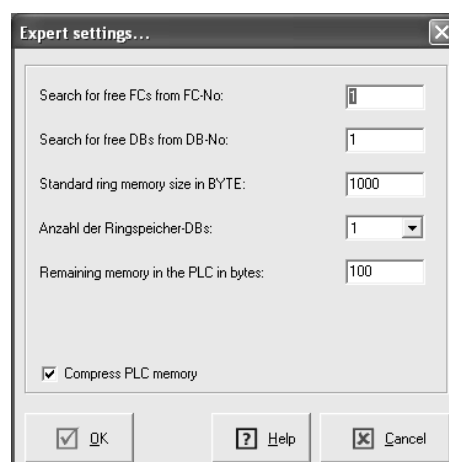 Expert settings...
Search for free FCs from FC-No: 1
Search for free DBs from DB-No: 1
Standard ring memory size in BYTE: 1000
Anzahl der Ringspeicher-DBs: 1
Remaining memory in the PLC in bytes: 100
Compress PLC memory
OK Help Cancel